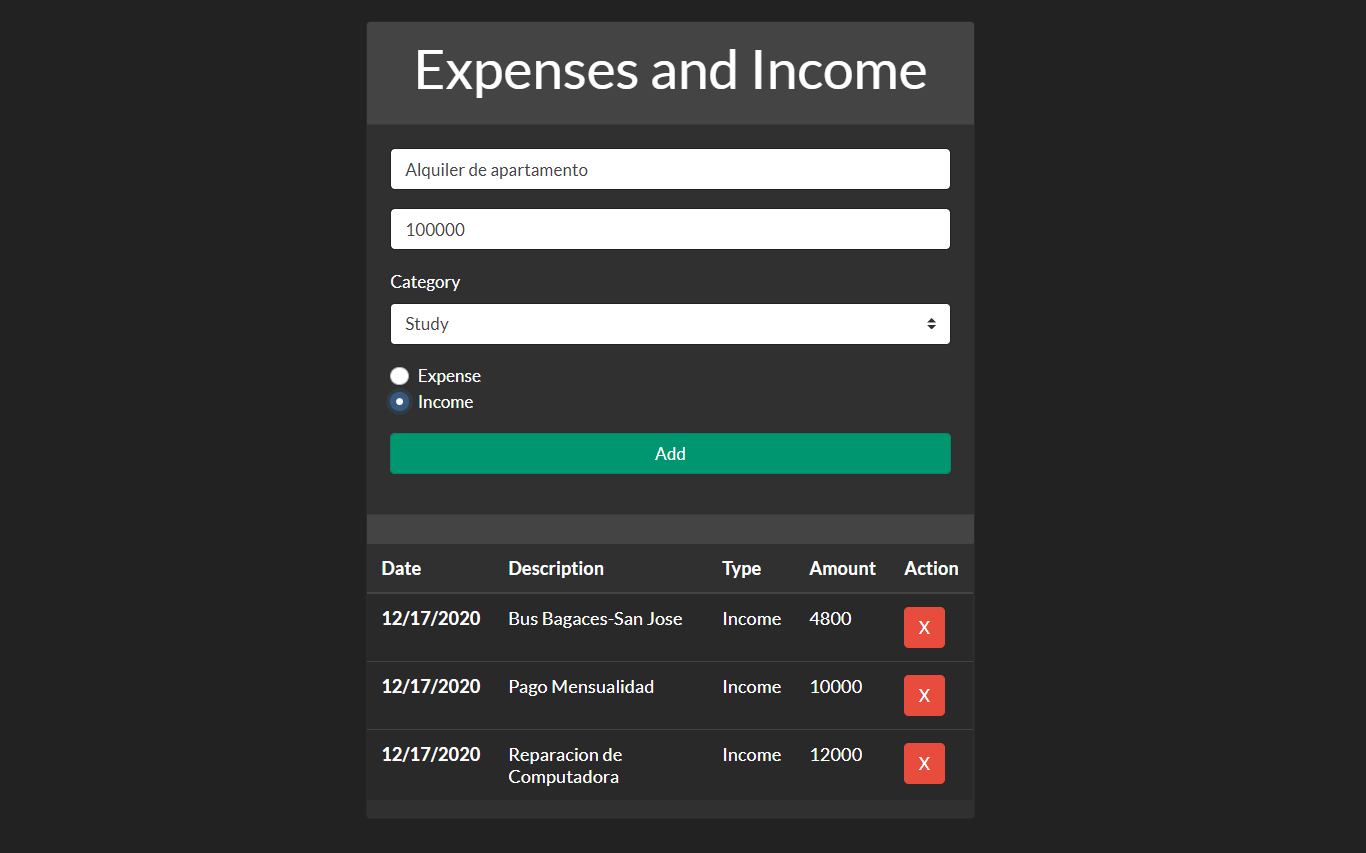 Expenses and Income
Alquiler de apartamento
100000
Category
Study
Expense
Income
Add
Date Description Type Amount Action
12/17/2020 Bus Bagaces-San Jose Income 4800 X
12/17/2020 Pago Mensualidad Income 10000 X
12/17/2020 Reparacion de Income 12000 X
Computadora